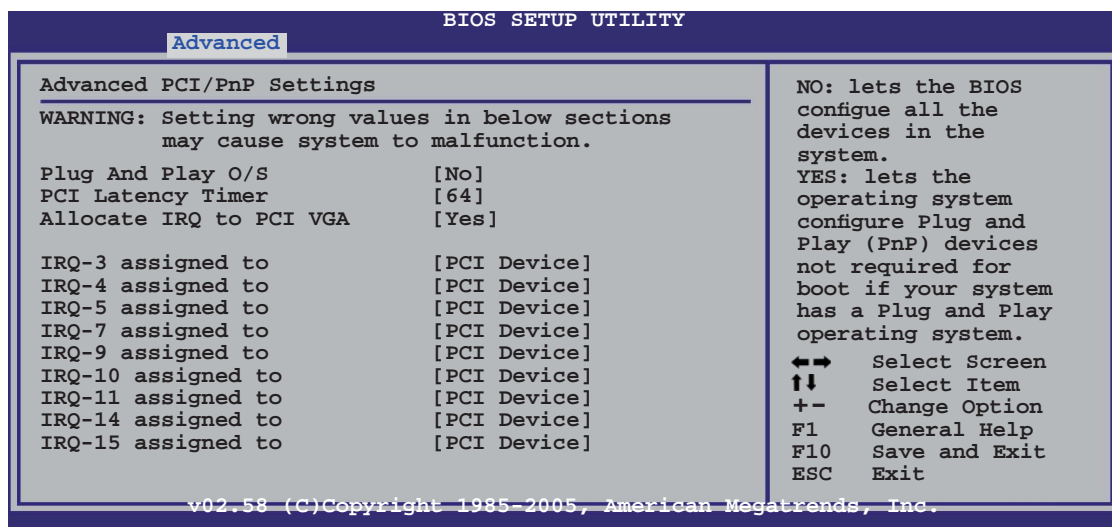 BIOS SETUP UTILITY
Advanced
Advanced PCI/PnP Settings
WARNING: Setting wrong values in below sections
may cause system to malfunction.
Plug And Play O/S [No]
PCI Latency Timer [64]
Allocate IRQ to PCI VGA [Yes]
IRQ-3 assigned to [PCI Device]
IRQ-4 assigned to [PCI Device]
IRQ-5 assigned to [PCI Device]
IRQ-7 assigned to [PCI Device]
IRQ-9 assigned to [PCI Device]
IRQ-10 assigned to [PCI Device]
IRQ-11 assigned to [PCI Device]
IRQ-14 assigned to [PCI Device]
IRQ-15 assigned to [PCI Device]
NO: lets the BIOS
configue all the
devices in the
system.
YES: lets the
operating system
configure Plug and
Play (PnP) devices
not required for
boot if your system
has a Plug and Play
operating system.
←→ Select Screen
↑↓ Select Item
+- Change Option
F1 General Help
F10 Save and Exit
ESC Exit
v02.58 (C)Copyright 1985-2005, American Megatrends, Inc.